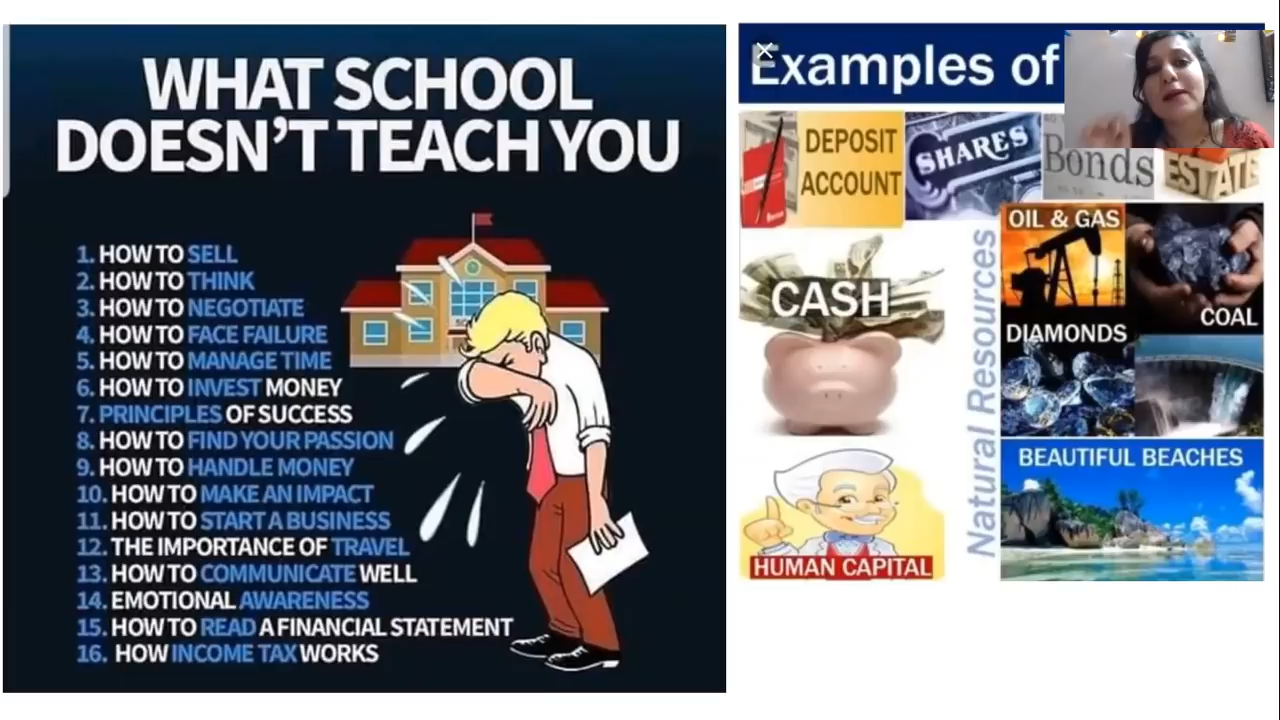 WHAT SCHOOL
DOESN'T TEACH YOU
1. HOW TO SELL
2. HOW TO THINK
3. HOW TO NEGOTIATE
4. HOW TO FACE FAILURE
5. HOW TO MANAGE TIME
6. HOW TO INVEST MONEY
7. PRINCIPLES OF SUCCESS
8. HOW TO FIND YOUR PASSION
9. HOW TO HANDLE MONEY
10. HOW TO MAKE AN IMPACT
11. HOW TO START A BUSINESS
12. THE IMPORTANCE OF TRAVEL
13. HOW TO COMMUNICATE WELL
14. EMOTIONAL AWARENESS
15. HOW TO READ A FINANCIAL STATEMENT
16. HOW INCOME TAX WORKS
Examples of
DEPOSIT
ACCOUNT
SHARES
Bonds
ESTATE
CASH
Natural Resources
OIL & GAS
COAL
DIAMONDS
BEAUTIFUL BEACHES
HUMAN CAPITAL